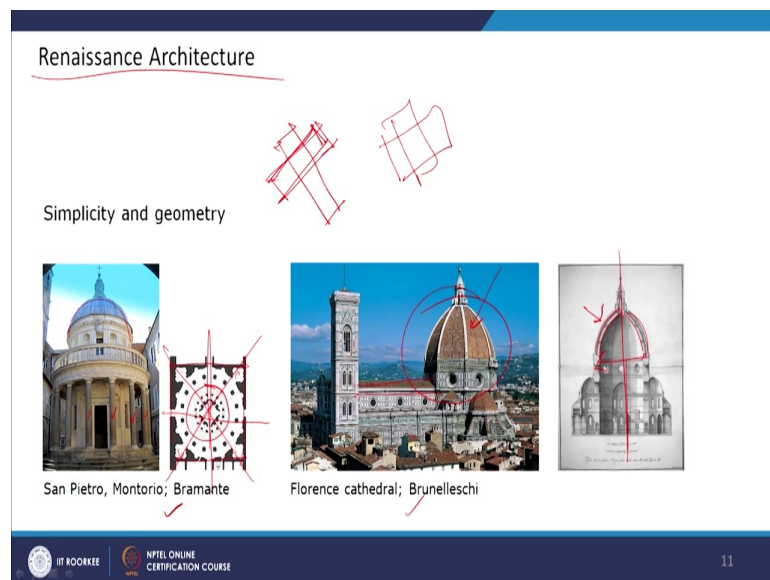 Renaissance Architecture
Simplicity and geometry
San Pietro, Montorio; Bramante
Florence cathedral; Brunelleschi
IIT ROORKEE
NPTEL ONLINE
CERTIFICATION COURSE
11